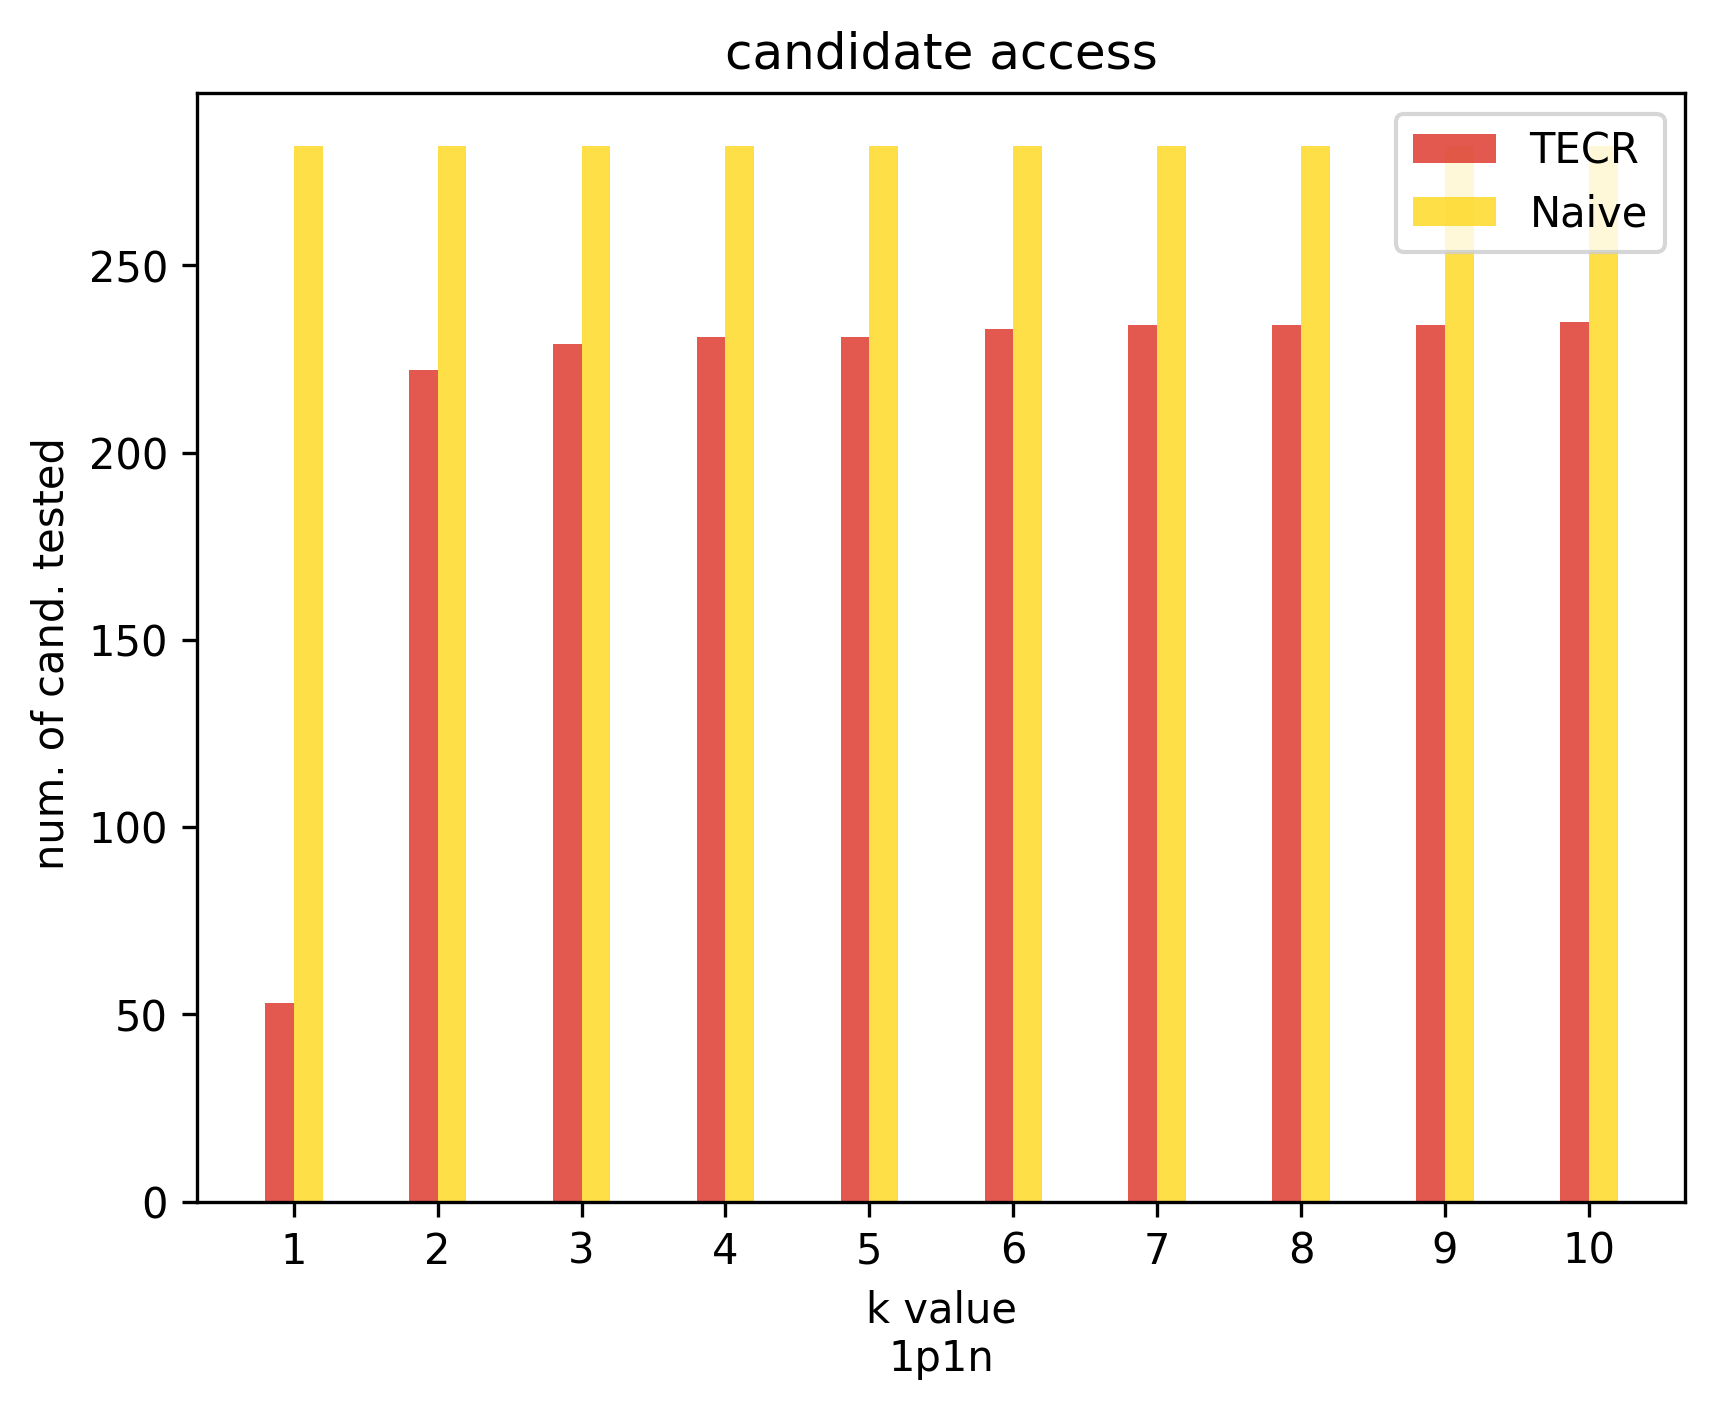 candidate access
TECR
Naive
num. of cand. tested
250
200
150
100
50
0
1 2 3 4 5 6 7 8 9 10
k value
1p1n